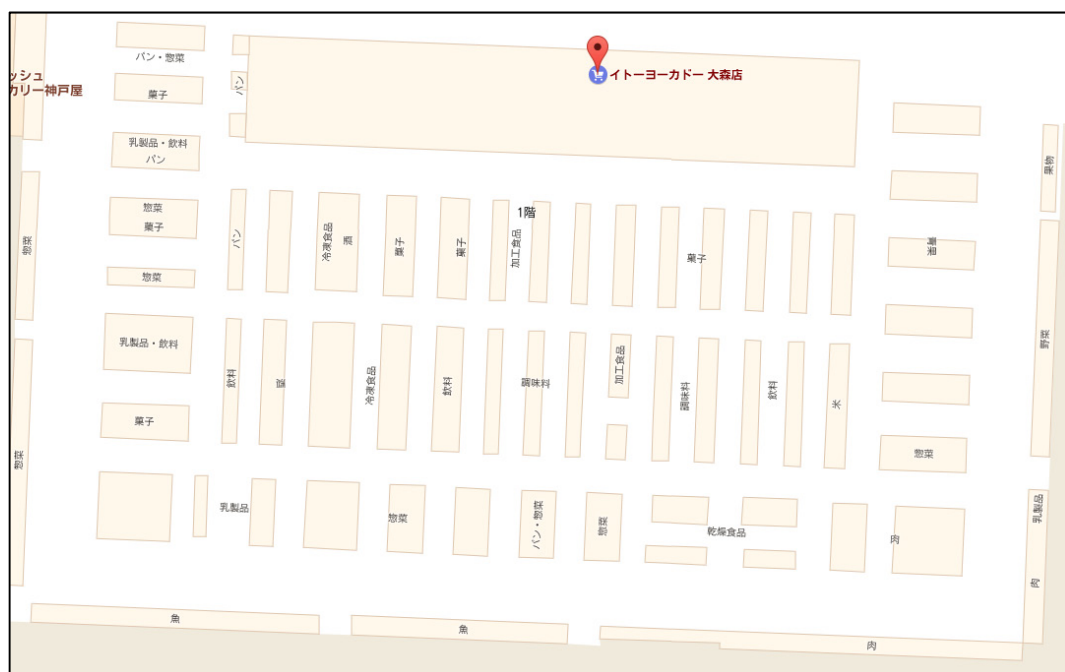 パン・惣菜
イトーヨーカドー 大森店
ッシュ
カリー神戸屋
菓子
パン
乳製品・飲料
パン
果物
惣菜
菓子
惣菜
パン
冷凍食品
酒
菓子
菓子
1階
加工食品
菓子
惣菜
野菜
乳製品・飲料
飲料
冷凍食品
飲料
調味料
加工食品
調味料
飲料
米
菓子
惣菜
惣菜
乳製品
惣菜
パン・惣菜
惣菜
乾燥食品
肉
乳製品
肉
魚
魚
肉